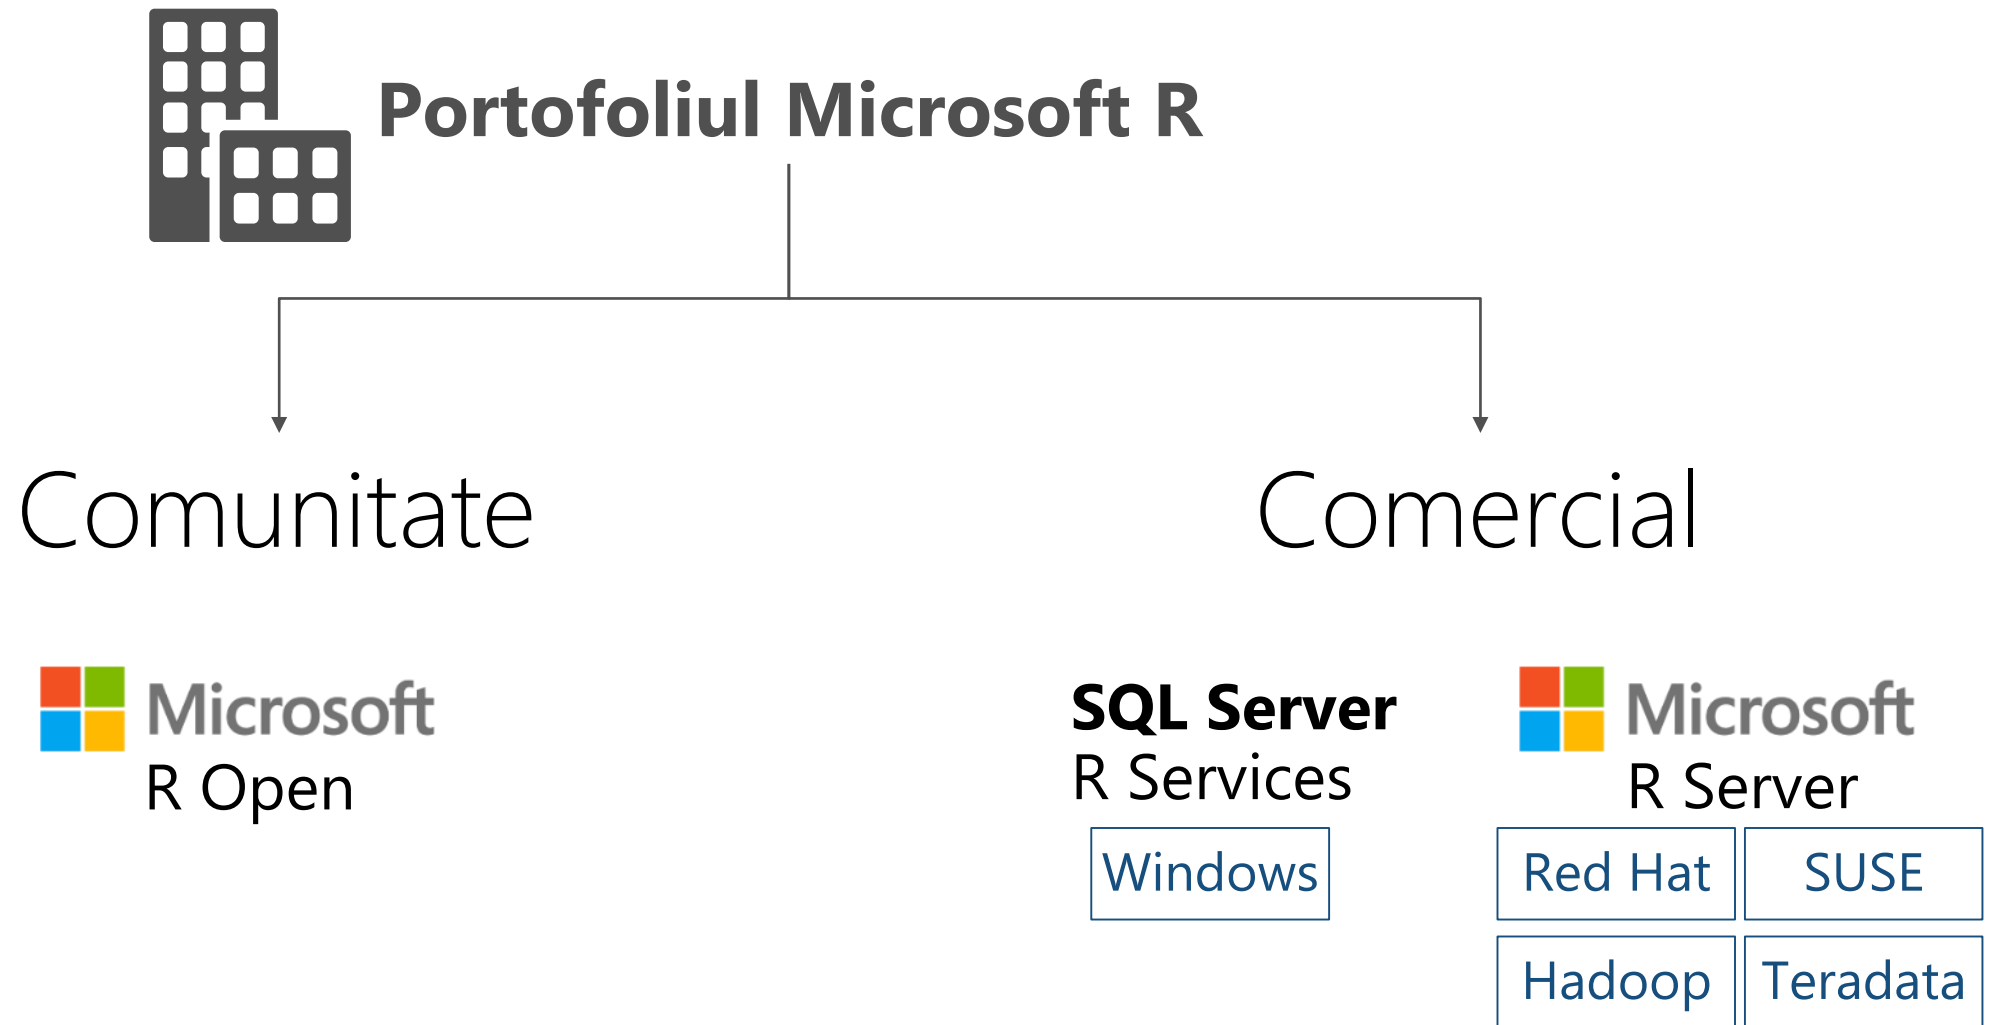 Portofoliul Microsoft R
Comunitate
Comercial
Microsoft
R Open
SQL Server
R Services
Windows
Microsoft
R Server
Red Hat
SUSE
Hadoop
Teradata